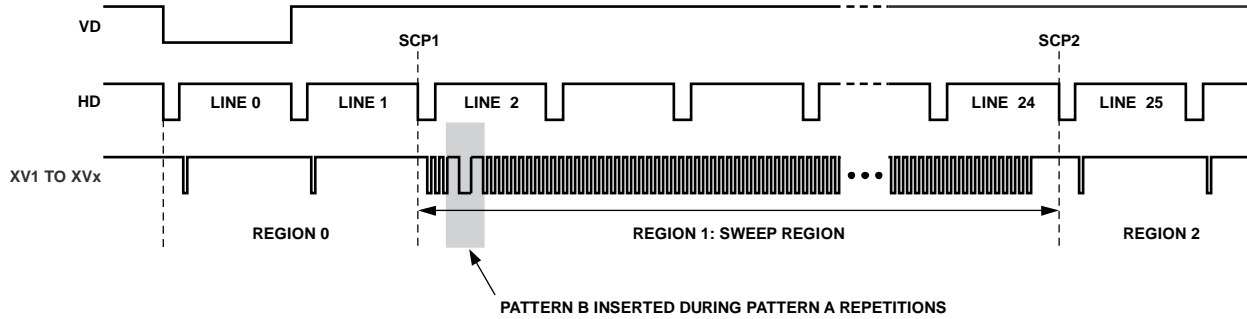 VD
SCP1
SCP2
HD
LINE 0
LINE 1
LINE 2
LINE 24
LINE 25
XV1 TO XVx
REGION 0
REGION 1: SWEEP REGION
REGION 2
PATTERN B INSERTED DURING PATTERN A REPETITIONS